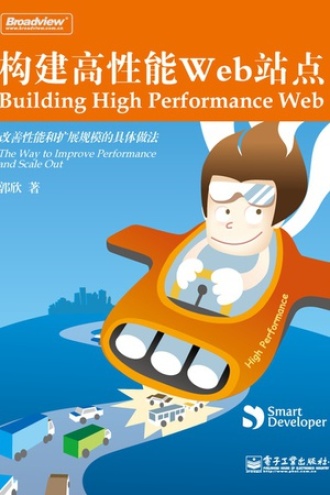 Broadview®
www.broadview.com.cn
构建高性能Web站点
Building High Performance Web
改善性能和扩展规模的具体做法
The Way to Improve Performance
and Scale Out
郭欣 著
High Performance
Smart
Developer
电子工业出版社